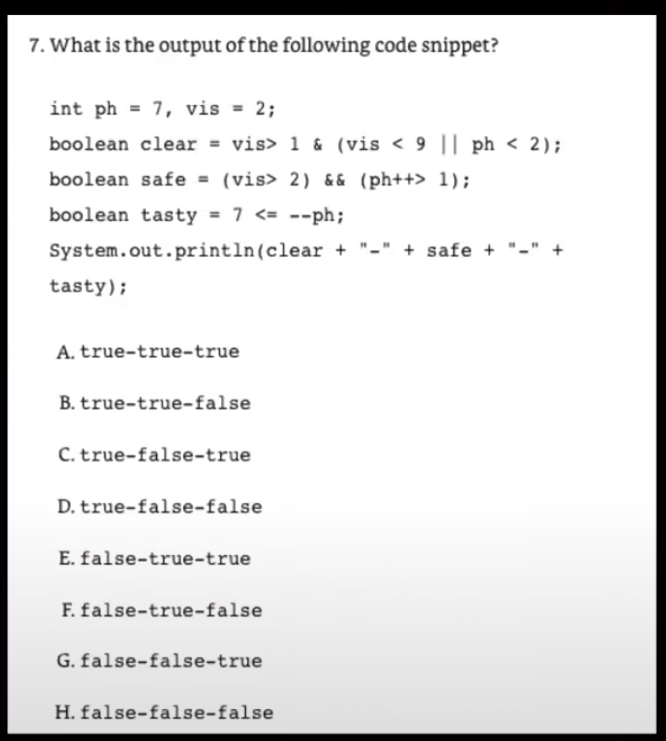 7. What is the output of the following code snippet?
int ph = 7, vis = 2;
boolean clear = vis> 1 & (vis < 9 || ph < 2);
boolean safe = (vis> 2) && (ph++> 1);
boolean tasty = 7 <= --ph;
System.out.println(clear + "-" + safe + "-" +
tasty);
A. true-true-true
B. true-true-false
C. true-false-true
D. true-false-false
E. false-true-true
F. false-true-false
G. false-false-true
H. false-false-false